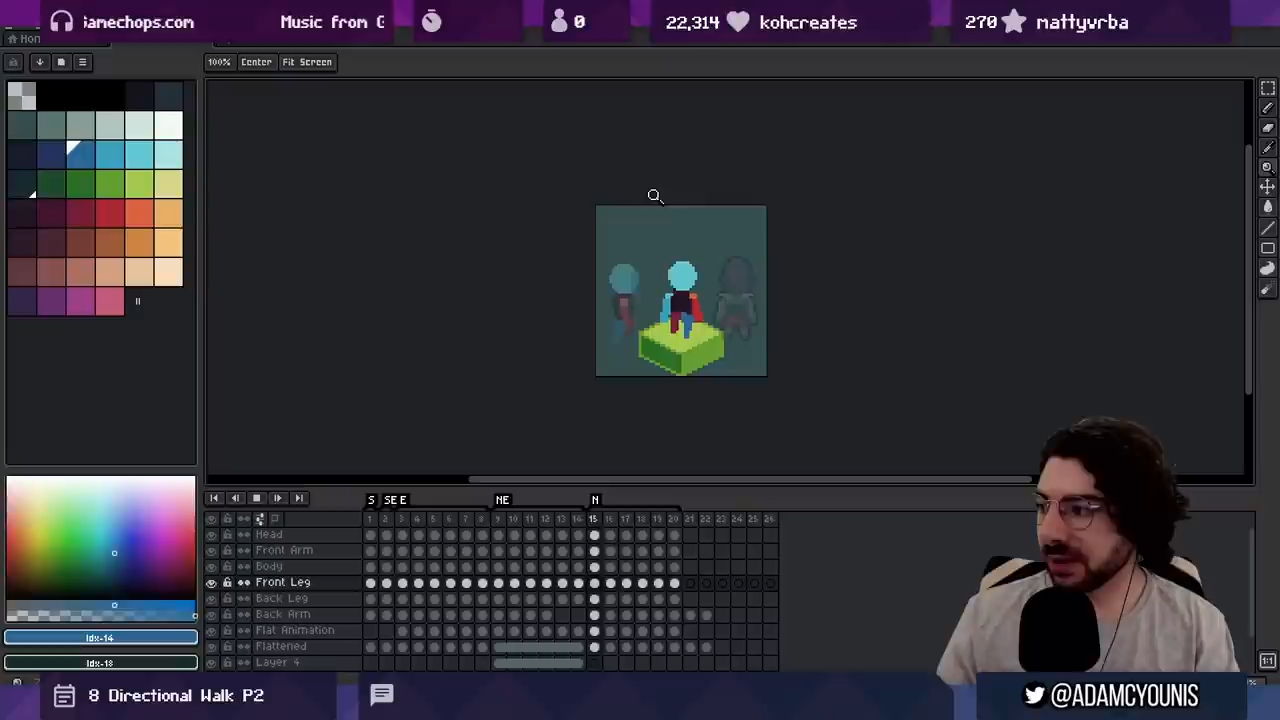 iamechops.com
Music from G
0
22,314
kohcreates
270
mattyvrba
Hom
100%
Center
Fit Screen
S
SE E
NE
N
1 2 3 4 5 6 7 8 9 10 11 12 13 14 15 16 17 18 19 20 21 22 23 24 25 26
Head
Front Arm
Body
Front Leg
Back Leg
Back Arm
Flat Animation
Flattened
Layer 4
Idx-14
Idx-18
1:1
8 Directional Walk P2
@ADAMCYOUNIS